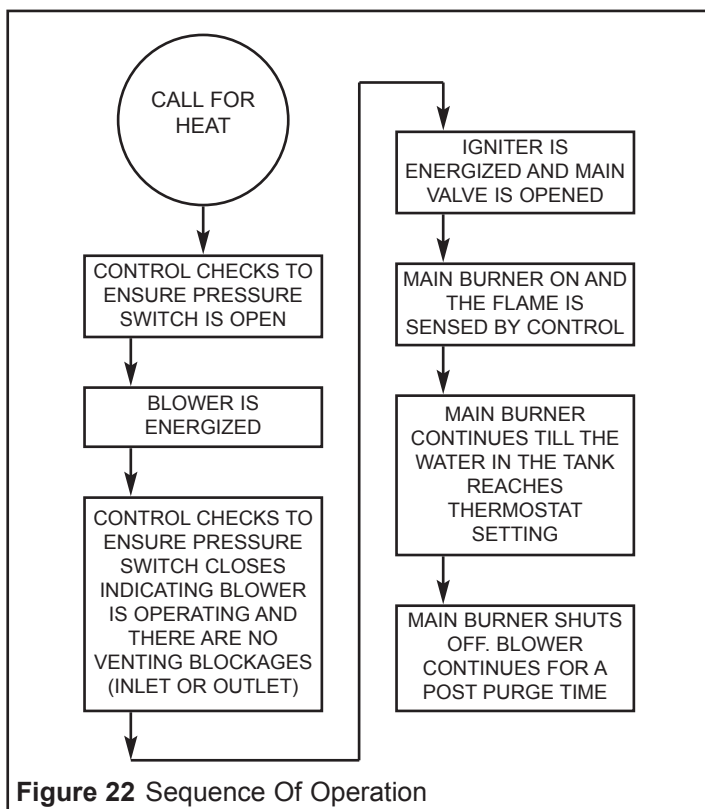 CALL FOR
HEAT
CONTROL CHECKS TO
ENSURE PRESSURE
SWITCH IS OPEN
BLOWER IS
ENERGIZED
CONTROL CHECKS TO
ENSURE PRESSURE
SWITCH CLOSES
INDICATING BLOWER
IS OPERATING AND
THERE ARE NO
VENTING BLOCKAGES
(INLET OR OUTLET)
IGNITER IS
ENERGIZED AND MAIN
VALVE IS OPENED
MAIN BURNER ON AND
THE FLAME IS
SENSED BY CONTROL
MAIN BURNER
CONTINUES TILL THE
WATER IN THE TANK
REACHES
THERMOSTAT
SETTING
MAIN BURNER SHUTS
OFF. BLOWER
CONTINUES FOR A
POST PURGE TIME
Figure 22 Sequence Of Operation